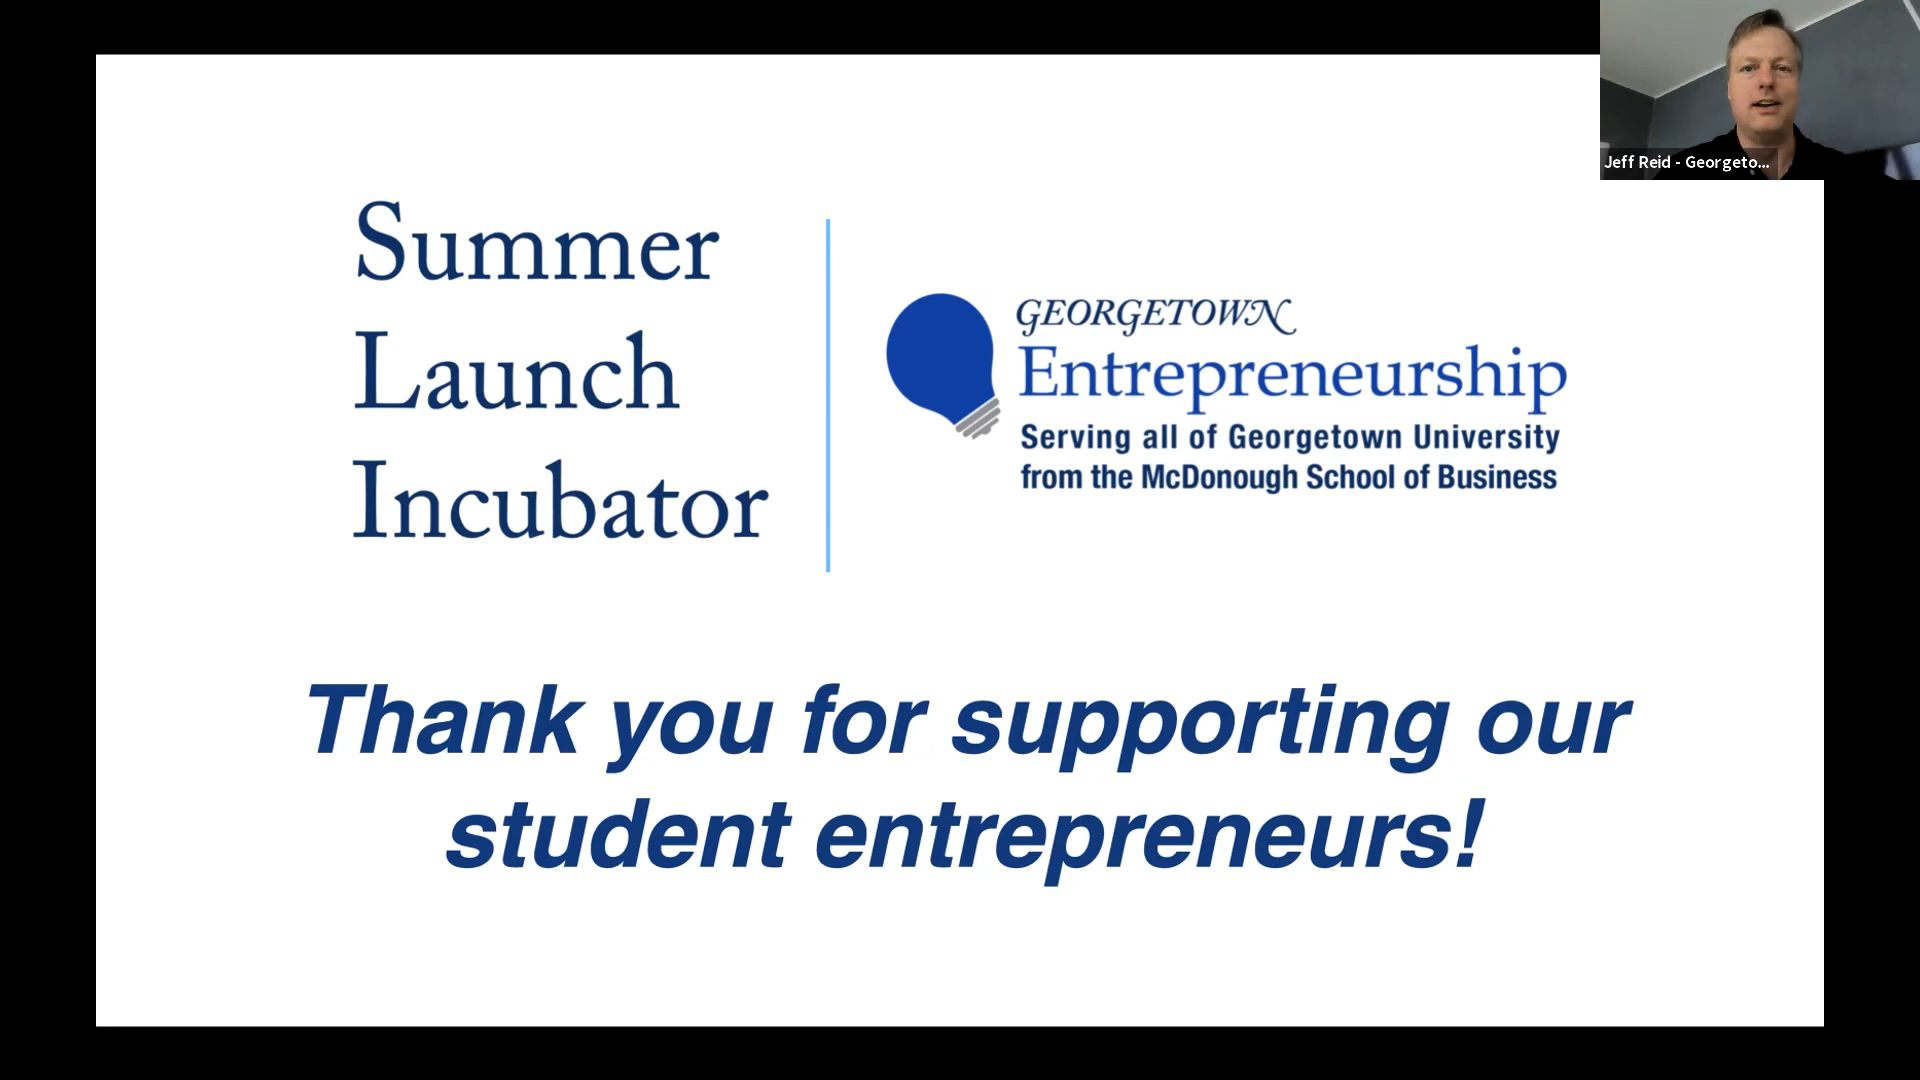 Jeff Reid - Georgeto...
Summer
Launch
Incubator
GEORGETOWN
Entrepreneurship
Serving all of Georgetown University
from the McDonough School of Business
Thank you for supporting our
student entrepreneurs!